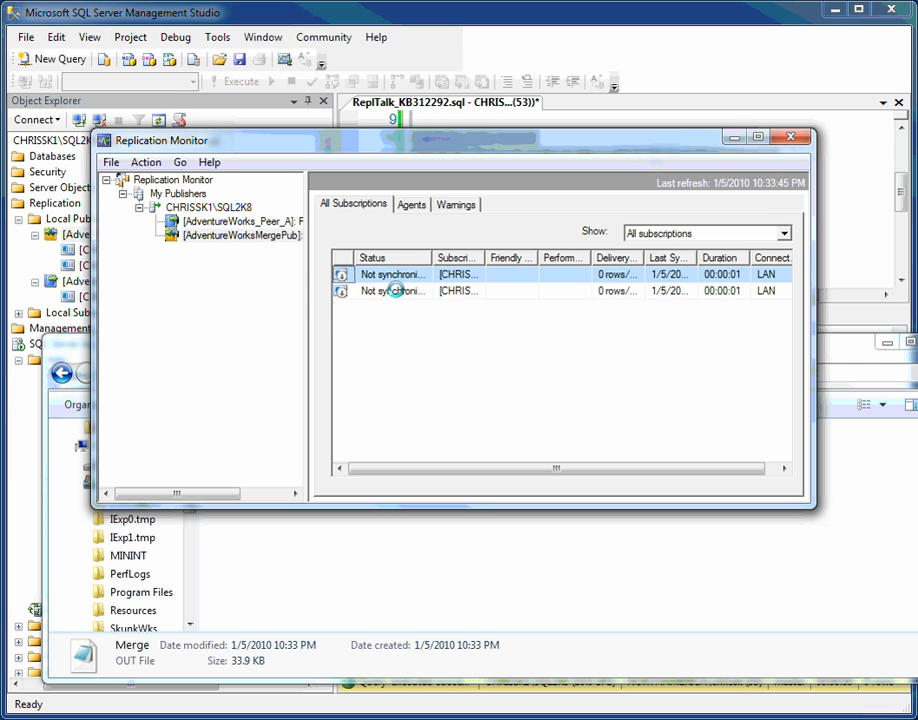 Microsoft SQL Server Management Studio
File Edit View Project Debug Tools Window Community Help
New Query
Execute
Object Explorer
ReplTalk_KB312292.sql - CHRIS...(53))*
Connect
9
CHRISSK1\SQL2K
Databases
Security
Server Objec
Replication
Local Pub
[Adve
[C
[C
[Adve
[C
Local Sub
Management
SQ
Replication Monitor
File Action Go Help
Replication Monitor
My Publishers
CHRISSK1\SQL2K8
[AdventureWorks_Peer_A]: F
[AdventureWorksMergePub]:
Last refresh: 1/5/2010 10:33:45 PM
All Subscriptions Agents Warnings
Show: All subscriptions
Status Subscri... Friendly ... Perform... Delivery... Last Sy... Duration Connect
Not synchroni... [CHRIS... 0 rows/... 1/5/20... 00:00:01 LAN
Not synchroni... [CHRIS... 0 rows/... 1/5/20... 00:00:01 LAN
Organ
IExp0.tmp
IExp1.tmp
MININT
PerfLogs
Program Files
Resources
SkunkWks
Merge Date modified: 1/5/2010 10:33 PM Date created: 1/5/2010 10:33 PM
OUT File Size: 33.9 KB
Ready